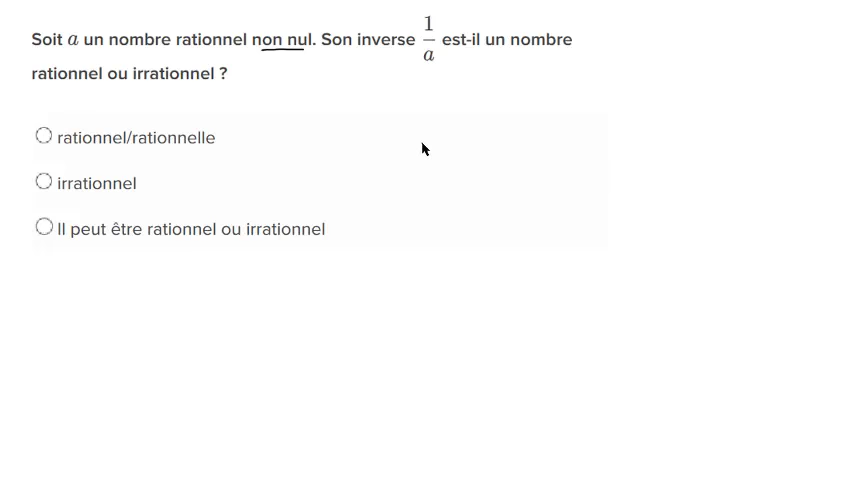 Soit a un nombre rationnel non nul. Son inverse 1/a est-il un nombre
rationnel ou irrationnel ?
rationnel/rationnelle
irrationnel
Il peut être rationnel ou irrationnel